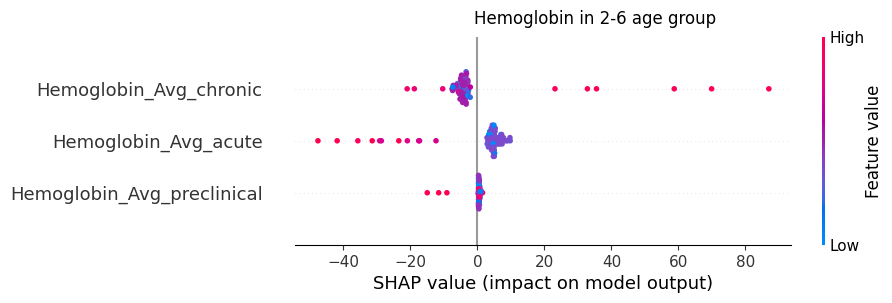 Hemoglobin in 2-6 age group
High
Hemoglobin_Avg_chronic
Hemoglobin_Avg_acute
Hemoglobin_Avg_preclinical
Feature value
Low
−40 −20 0 20 40 60 80
SHAP value (impact on model output)